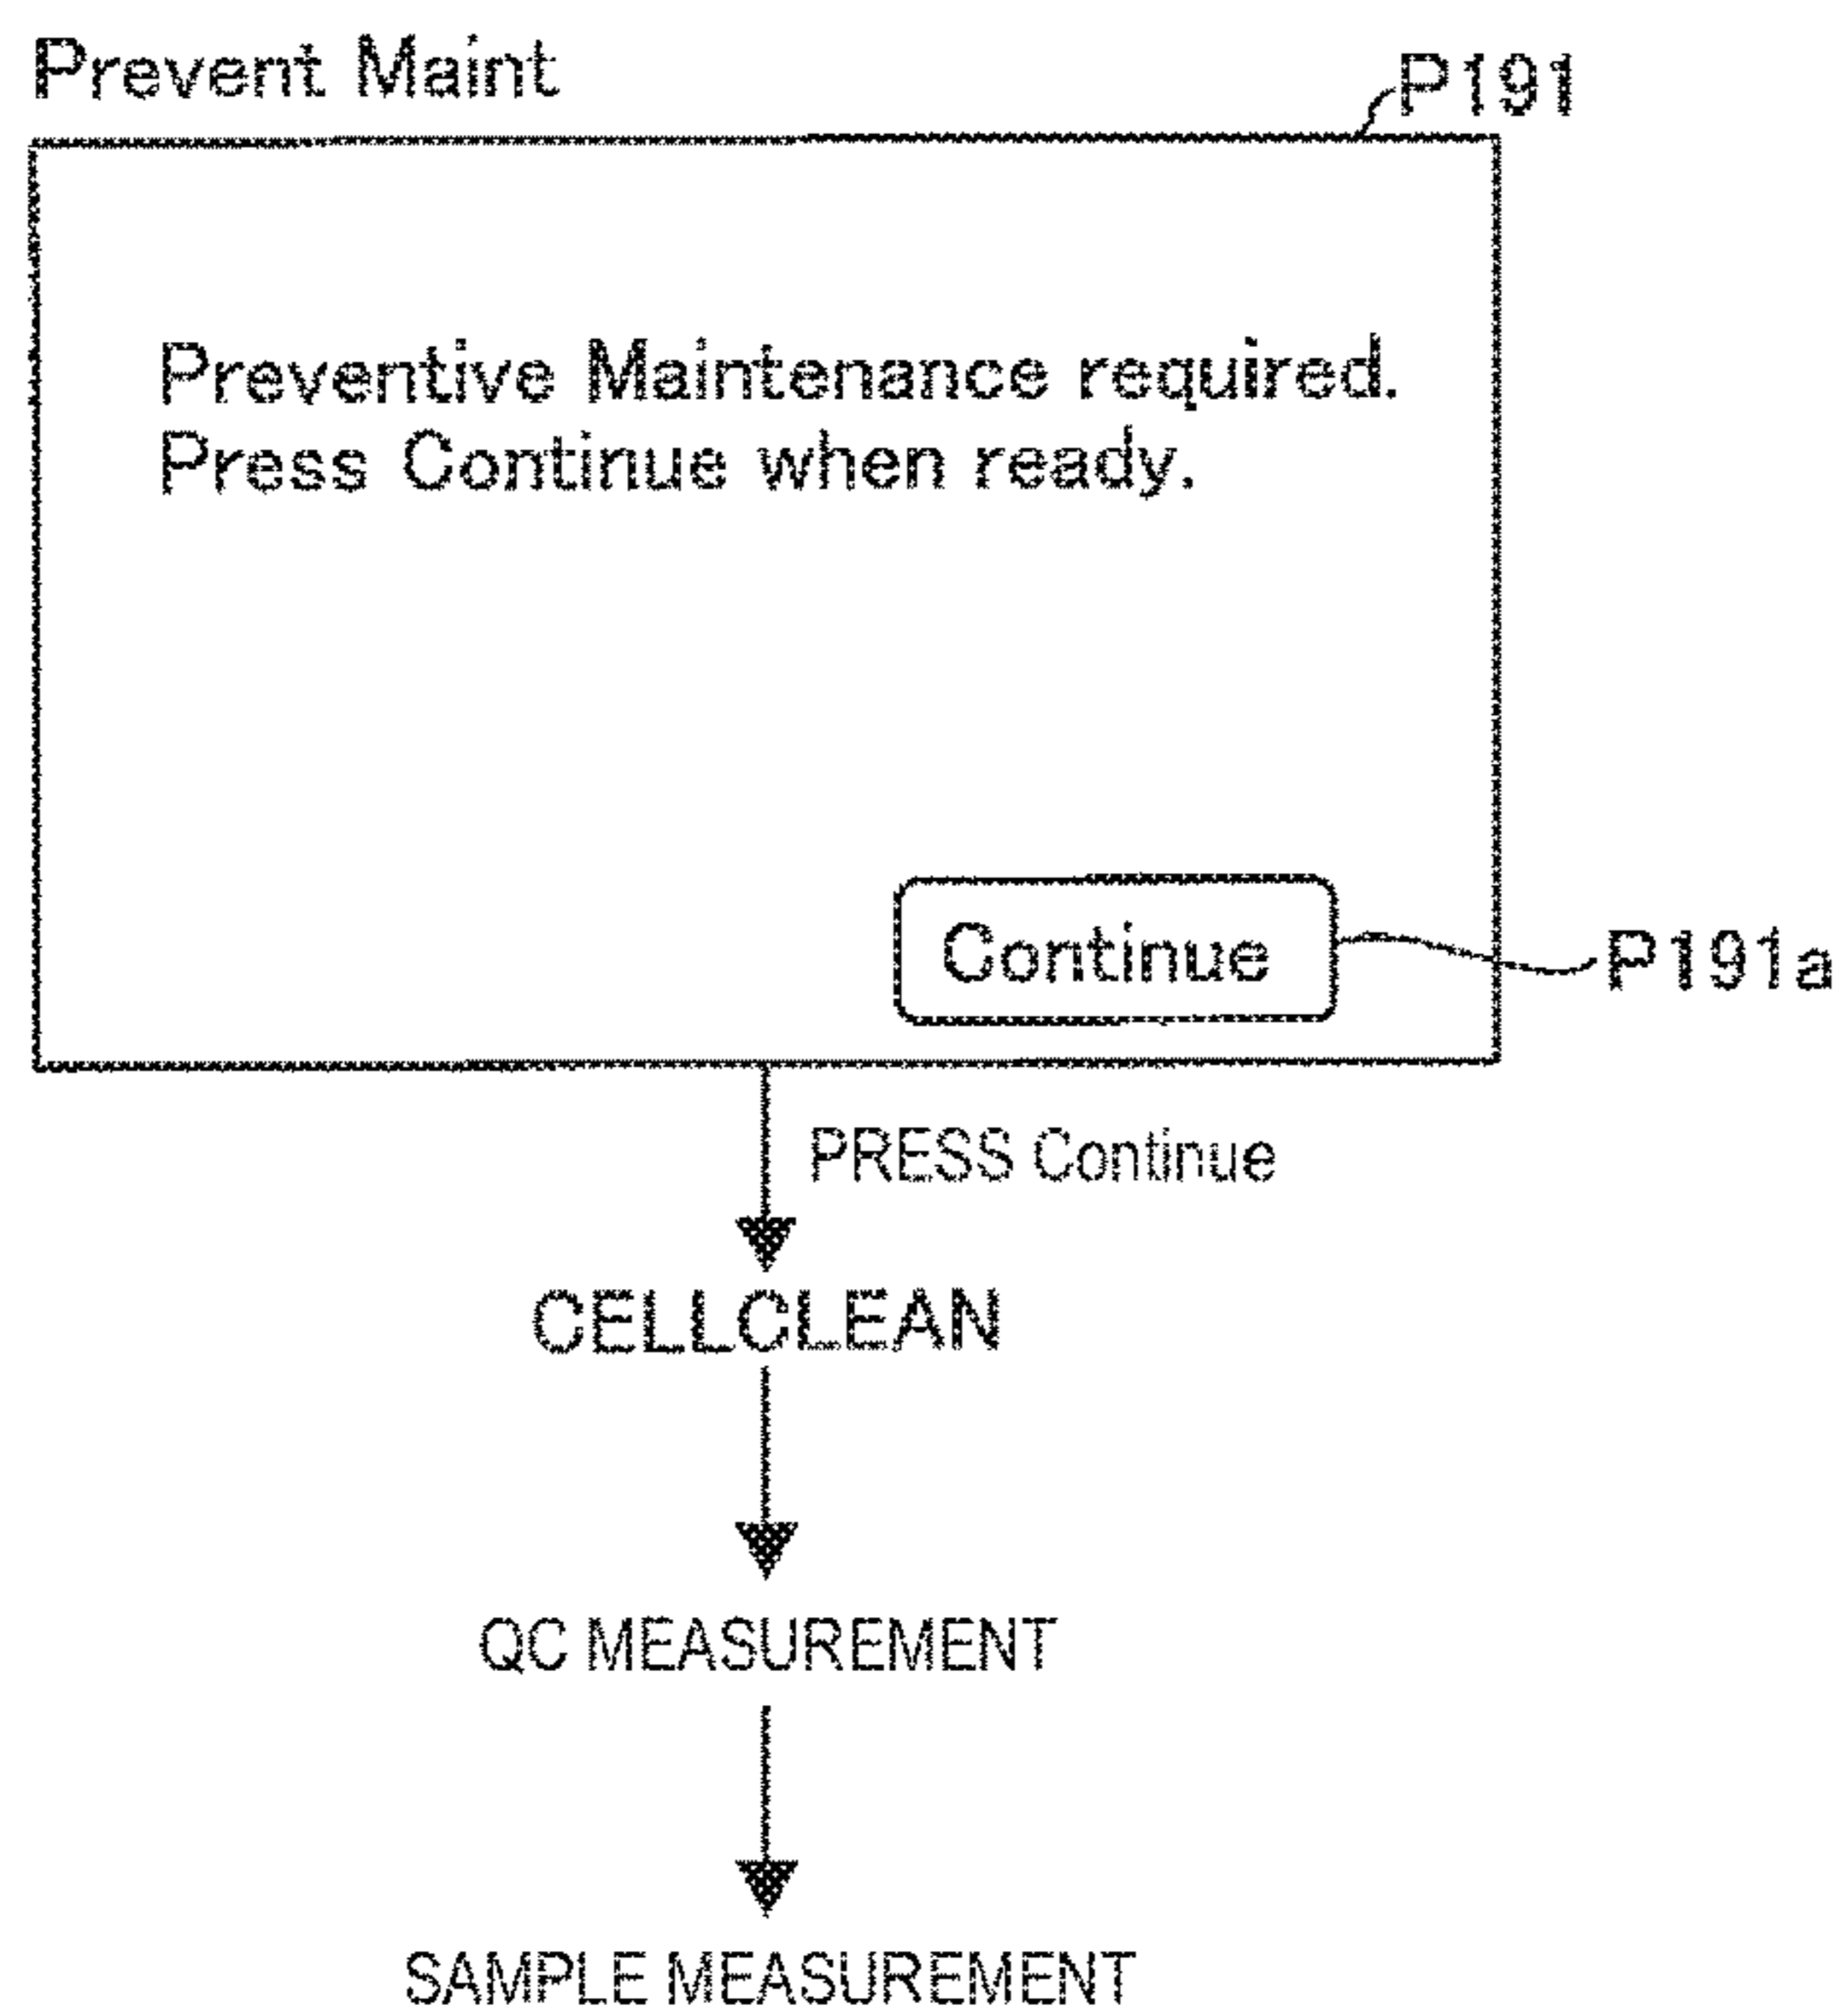 Prevent Maint
P191
Preventive Maintenance required.
Press Continue when ready.
Continue
P191a
PRESS Continue
CELLCLEAN
QC MEASUREMENT
SAMPLE MEASUREMENT